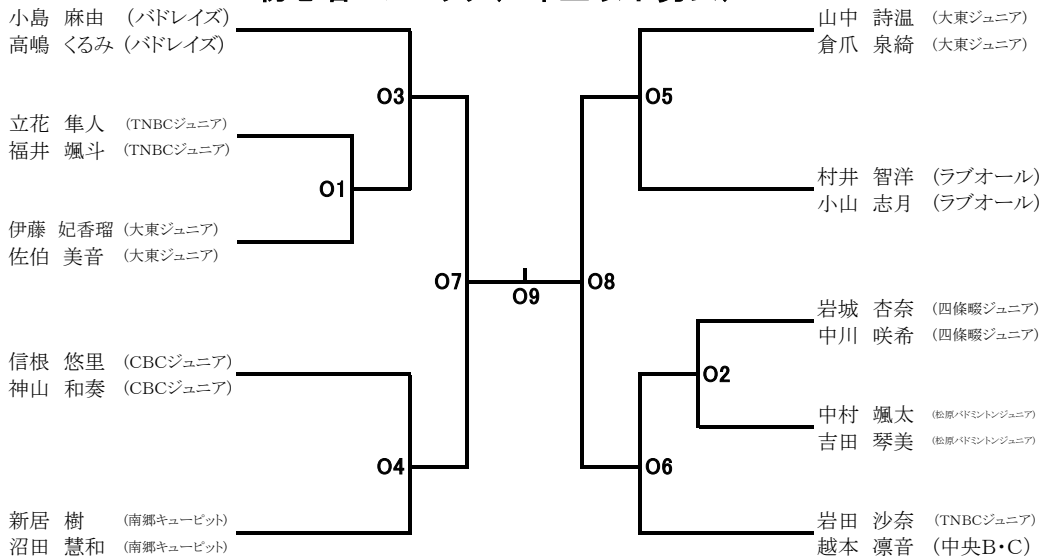 小島 麻由 (バドレイズ)
高嶋 くるみ (バドレイズ)
立花 隼人 (TNBCジュニア)
福井 颯斗 (TNBCジュニア)
伊藤 妃香瑠 (大東ジュニア)
佐伯 美音 (大東ジュニア)
信根 悠里 (CBCジュニア)
神山 和奏 (CBCジュニア)
新居 樹 (南郷キューピット)
沼田 慧和 (南郷キューピット)
O3
O1
O7
O4
O9
O5
O8
O2
O6
山中 詩温 (大東ジュニア)
倉爪 泉綺 (大東ジュニア)
村井 智洋 (ラブオール)
小山 志月 (ラブオール)
岩城 杏奈 (四條畷ジュニア)
中川 咲希 (四條畷ジュニア)
中村 颯太 (松原バドミントンジュニア)
吉田 琴美 (松原バドミントンジュニア)
岩田 沙奈 (TNBCジュニア)
越本 凛音 (中央B・C)